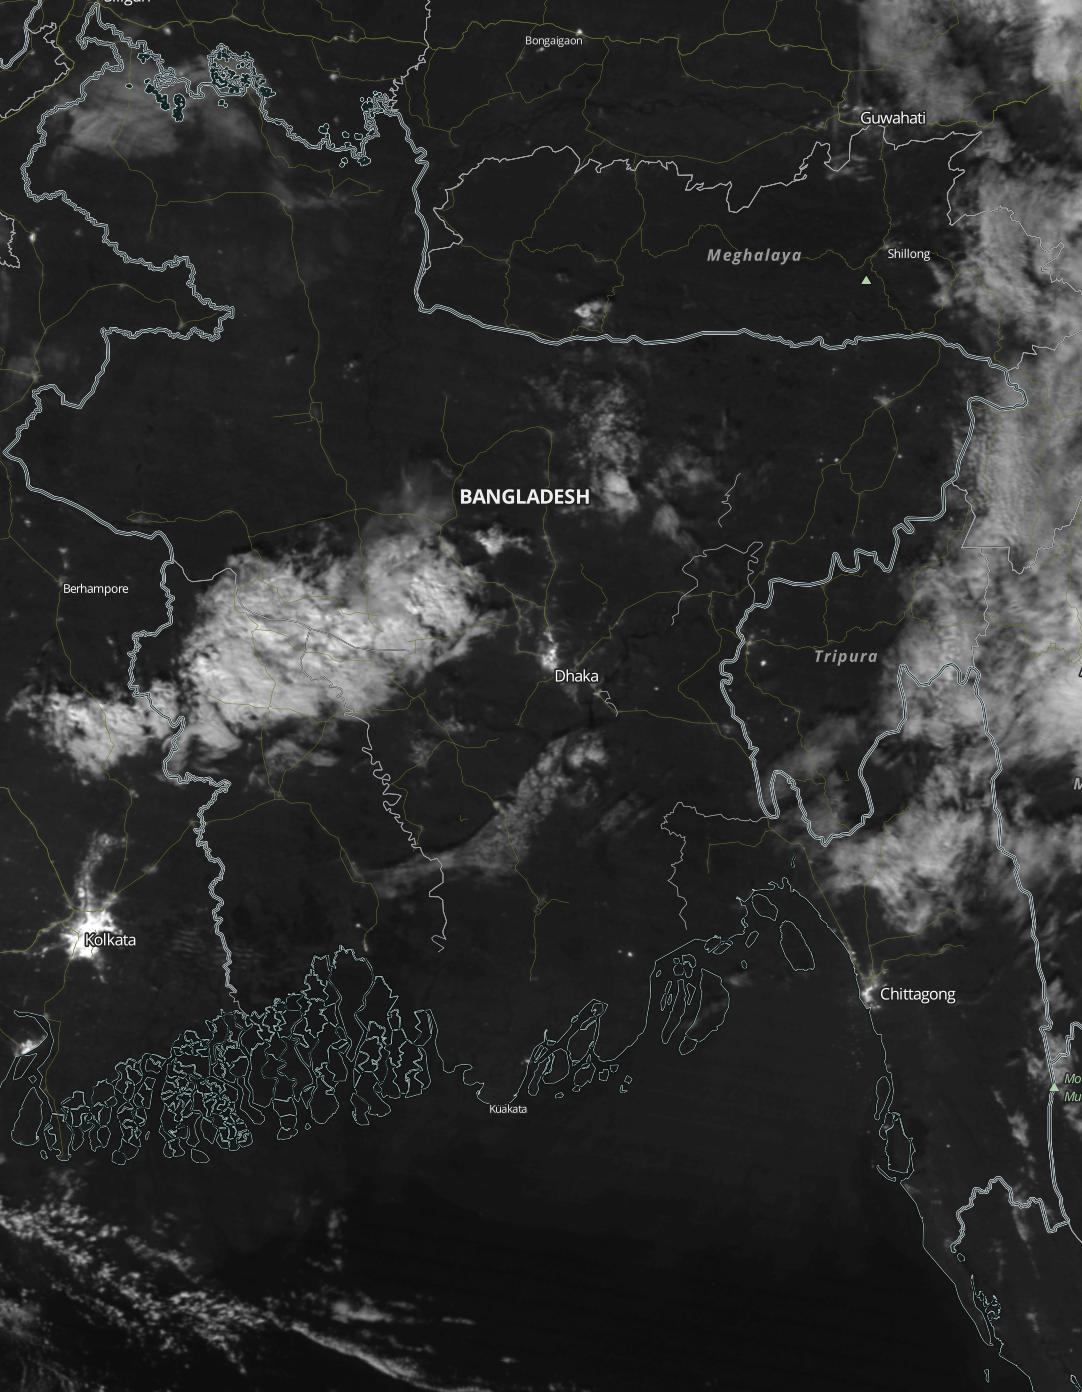 Bongaigaon
Guwahati
Meghalaya
Shillong
BANGLADESH
Berhampore
Tripura
Dhaka
Kolkata
Chittagong
Kuakata